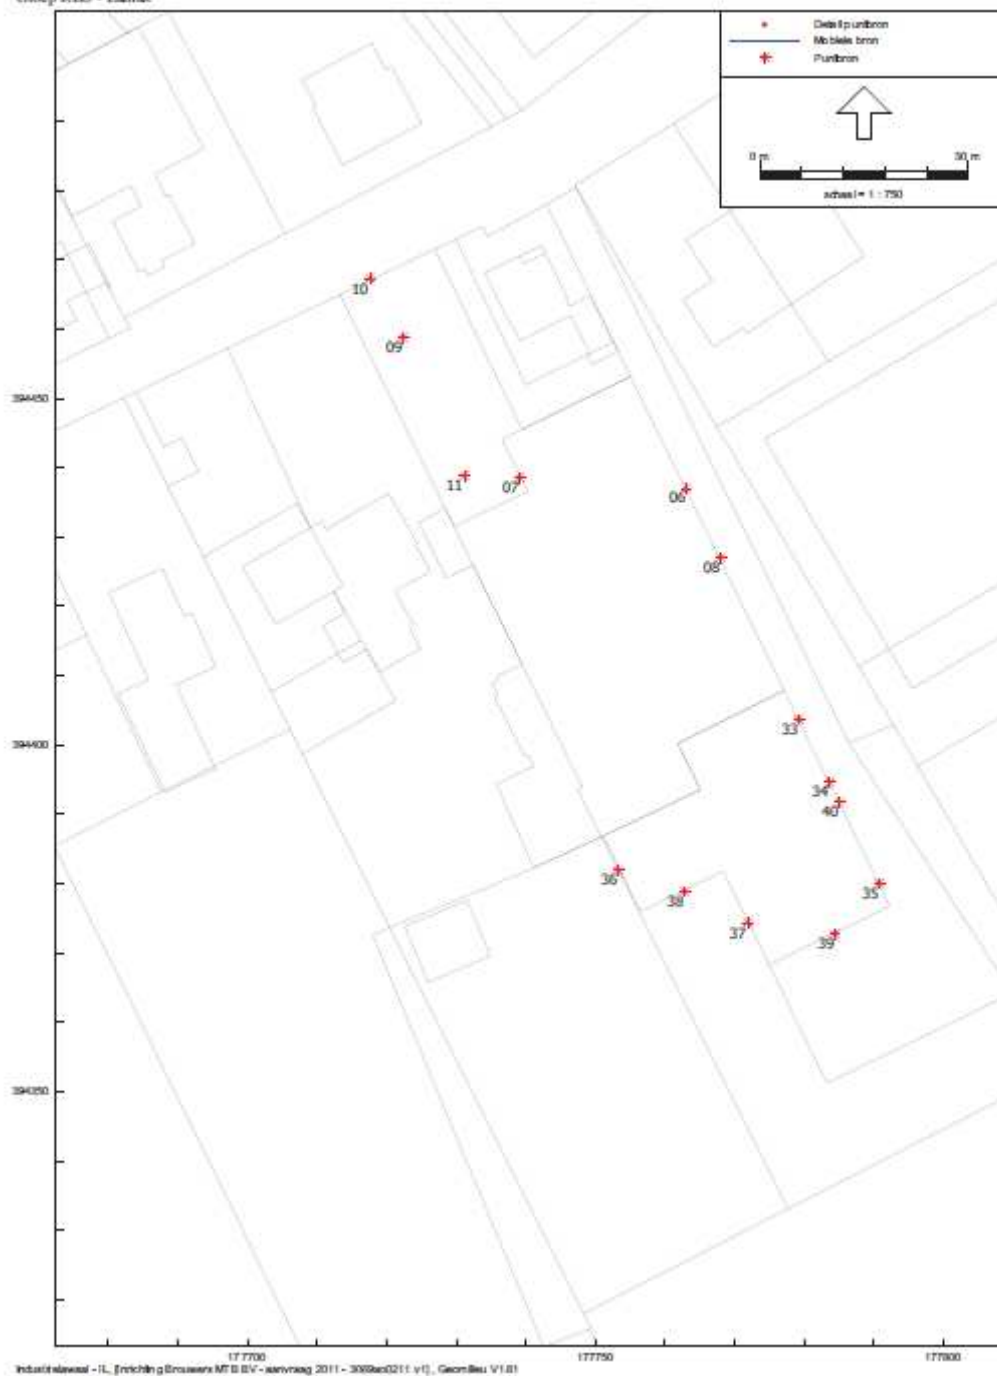 Detailpuntbron
Mobiele bron
Puntbron
0 m 30 m
schaal = 1 : 750
10
09
394450
11
07
06
08
33
394400
34
40
36
38
35
37
39
394350
177700 177750 177800
Industrielawaai - IL, [Inrichting Brouwers MTB BV - aanvraag 2011 - ], Geomilieu V1.81